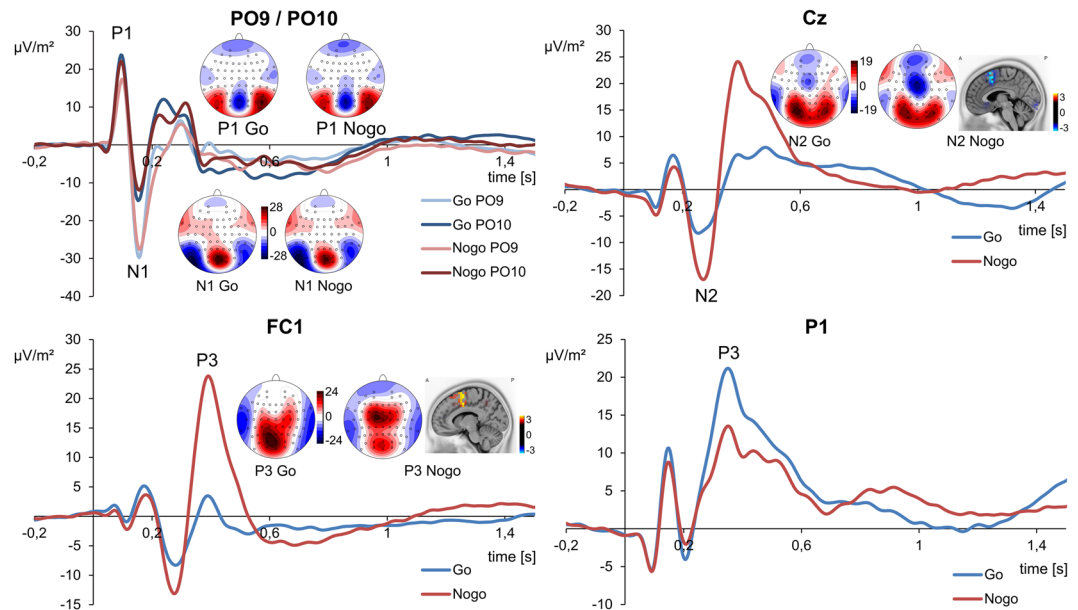 PO9 / PO10
µV/m²
P1
30
20
10
0
-10
-20
-30
-40
-0,2
0,2
0,6
1
1,4
time [s]
P1 Go
P1 Nogo
N1
28
0
-28
N1 Go
N1 Nogo
Go PO9
Go PO10
Nogo PO9
Nogo PO10
Cz
µV/m²
30
25
20
15
10
5
0
-5
-10
-15
-20
-0,2
0,2
0,6
1
1,4
time [s]
19
0
-19
A
P
3
0
-3
N2 Go
N2 Nogo
N2
Go
Nogo
FC1
µV/m²
30
25
20
15
10
5
0
-5
-10
-15
-0,2
0,2
0,6
1
1,4
time [s]
P3
24
0
-24
A
P
3
0
-3
P3 Go
P3 Nogo
Go
Nogo
P1
µV/m²
25
20
15
10
5
0
-5
-10
-0,2
0,2
0,6
1
1,4
time [s]
P3
Go
Nogo